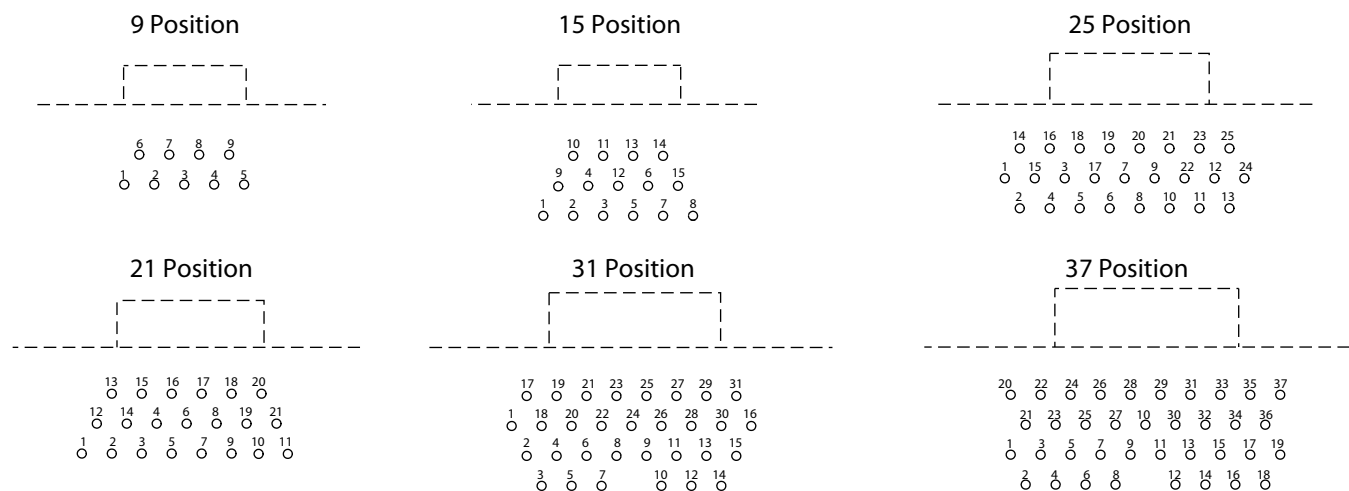 9 Position
6 7 8 9
1 2 3 4 5
15 Position
10 11 13 14
9 4 12 6 15
1 2 3 5 7 8
25 Position
14 16 18 19 20 21 23 25
1 15 3 17 7 9 22 12 24
2 4 5 6 8 10 11 13
21 Position
13 15 16 17 18 20
12 14 4 6 8 19 21
1 2 3 5 7 9 10 11
31 Position
17 19 21 23 25 27 29 31
1 18 20 22 24 26 28 30 16
2 4 6 8 9 11 13 15
3 5 7 10 12 14
37 Position
20 22 24 26 28 29 31 33 35 37
21 23 25 27 10 30 32 34 36
1 3 5 7 9 11 13 15 17 19
2 4 6 8 12 14 16 18